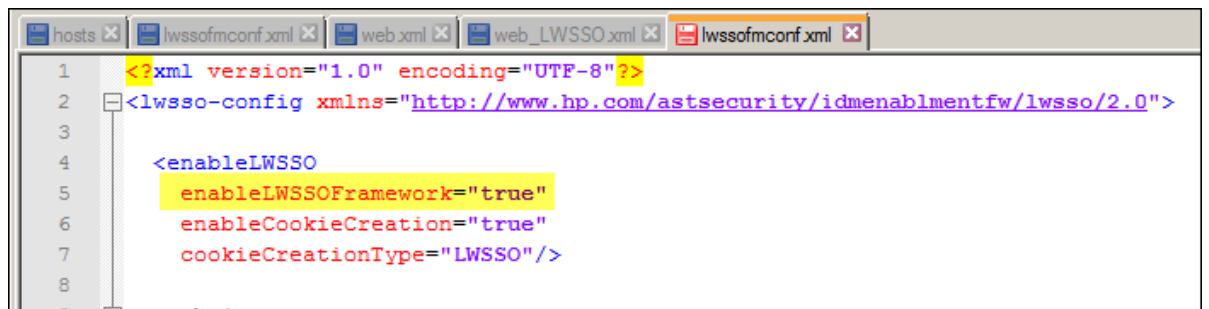 hosts lwssofmconf.xml web.xml web_LWSSO.xml lwssofmconf.xml
1 <?xml version="1.0" encoding="UTF-8"?>
2 <lwsso-config xmlns="http://www.hp.com/astsecurity/idmenablmentfw/lwsso/2.0">
3
4 <enableLWSSO
5 enableLWSSOFramework="true"
6 enableCookieCreation="true"
7 cookieCreationType="LWSSO"/>
8